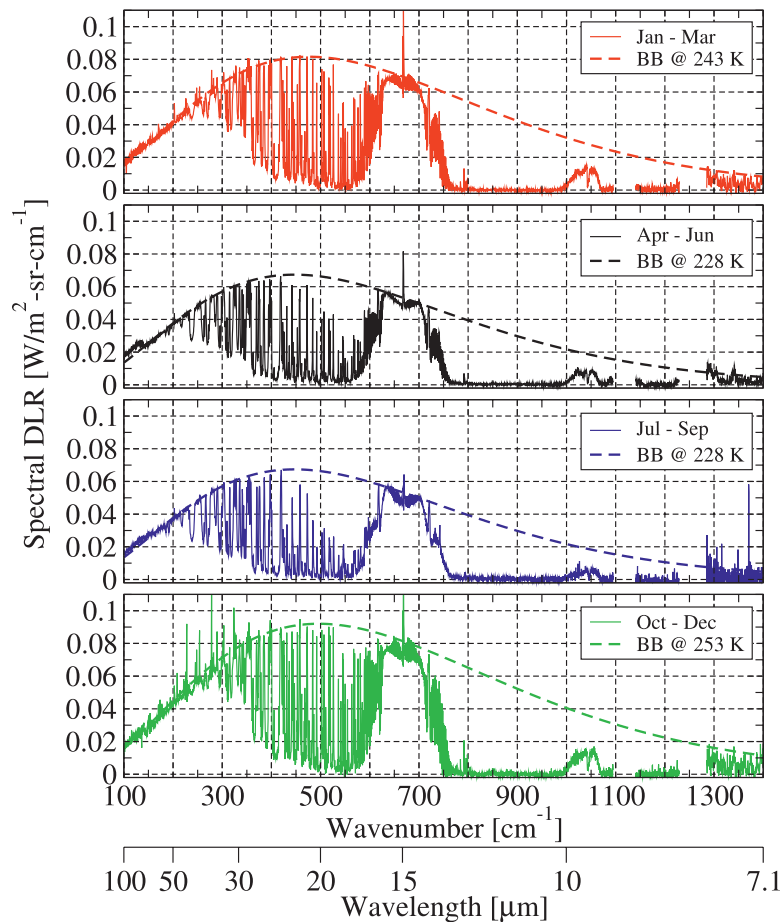 0.1
0.08
0.06
0.04
0.02
0
Jan - Mar
BB @ 243 K
0.1
0.08
0.06
0.04
0.02
0
Apr - Jun
BB @ 228 K
Spectral DLR [W/m²-sr-cm⁻¹]
0.1
0.08
0.06
0.04
0.02
0
Jul - Sep
BB @ 228 K
0.1
0.08
0.06
0.04
0.02
0
Oct - Dec
BB @ 253 K
100 300 500 700 900 1100 1300
Wavenumber [cm⁻¹]
100 50 30 20 15 10 7.1
Wavelength [μm]